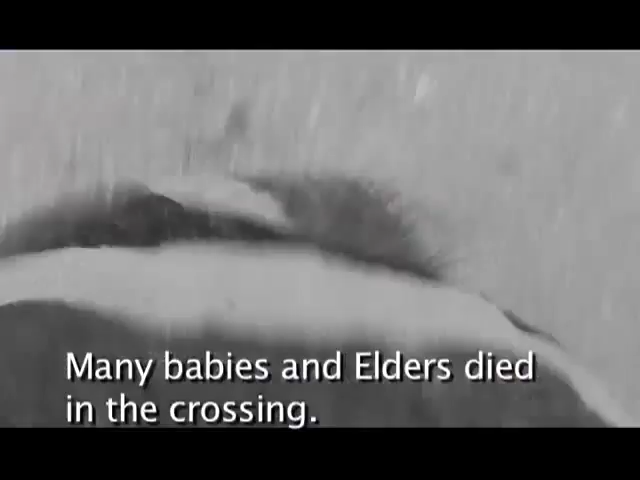 Many babies and Elders died
in the crossing.